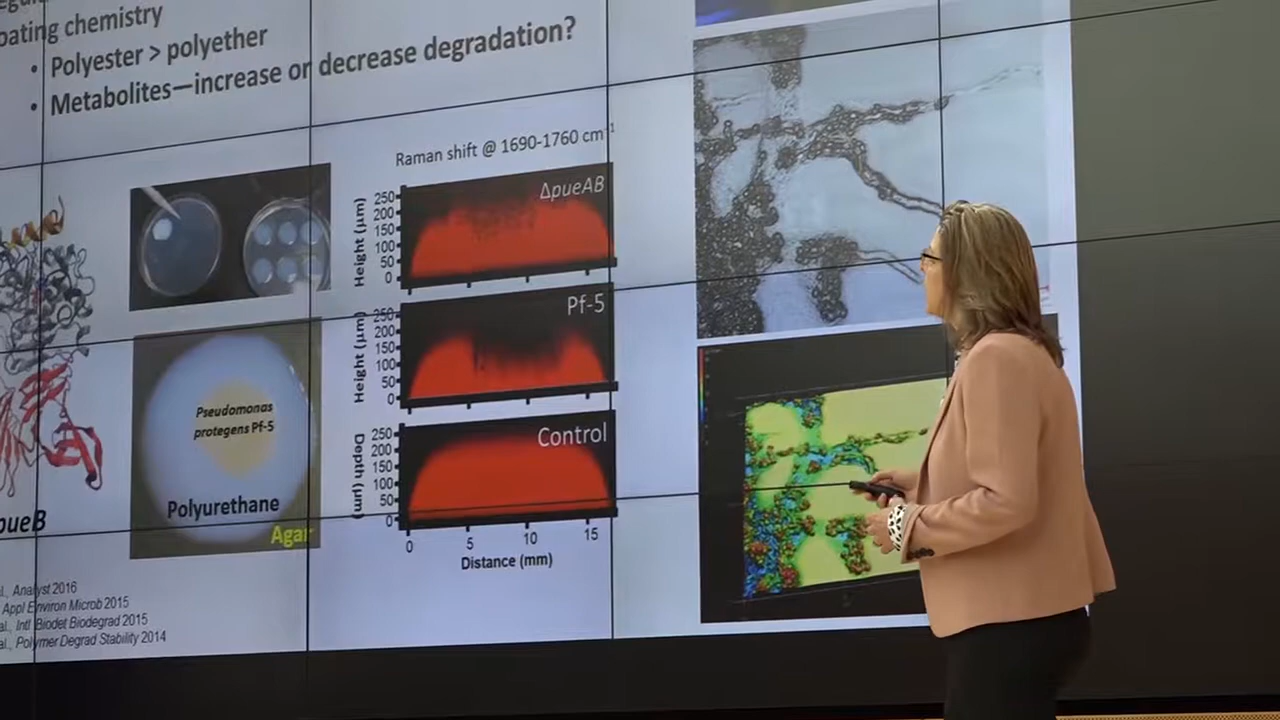 oating chemistry
• Polyester > polyether
• Metabolites—increase or decrease degradation?
Raman shift @ 1690-1760 cm-1
ΔpueAB
Height (μm)
250
200
150
100
50
0
Pf-5
Height (μm)
250
200
150
100
50
0
Control
Depth (μm)
250
200
150
100
50
0
0 5 10 15
Distance (mm)
Pseudomonas
protegens Pf-5
Polyurethane
Agar
pueB
l., Analyst 2016
Appl Environ Microb 2015
al., Intl Biodet Biodegrad 2015
al., Polymer Degrad Stability 2014